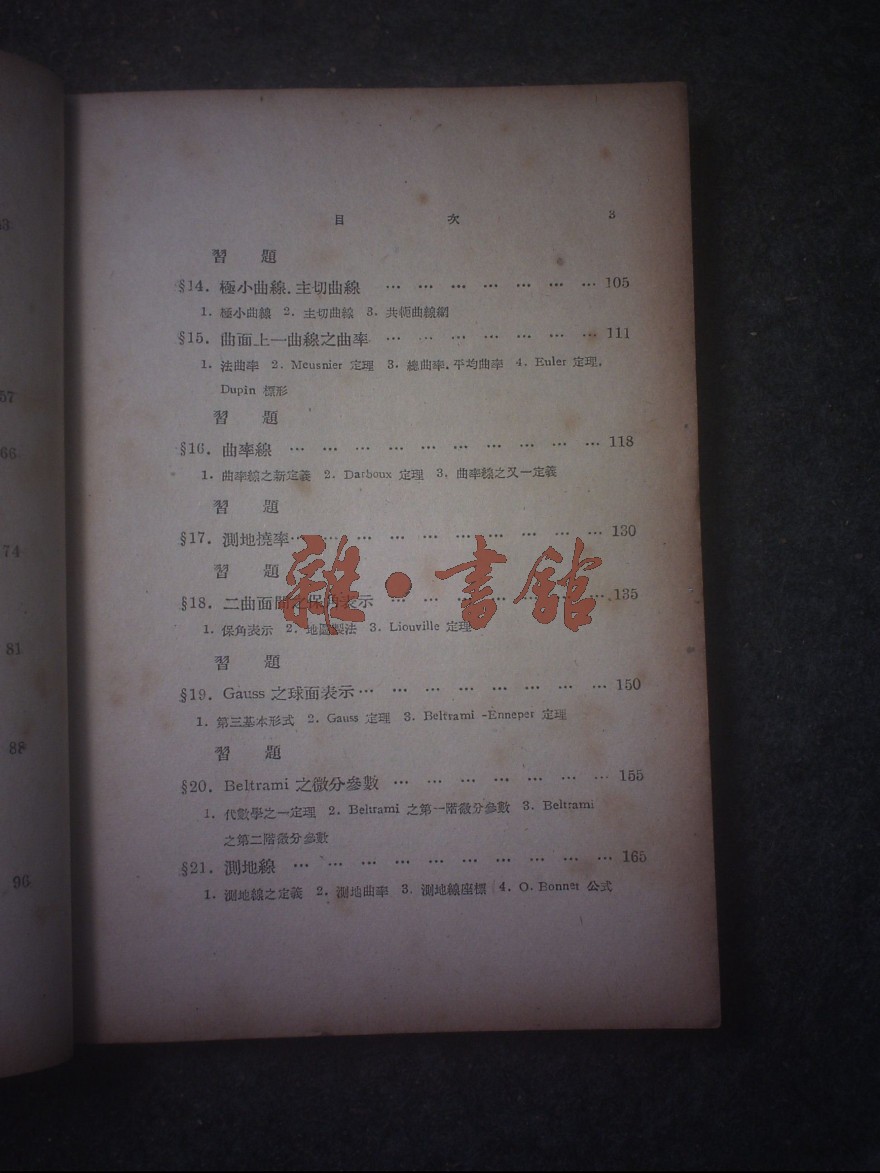 53
57
66
74
81
88
96
目 次 3
習 題
§14. 極小曲線．主切曲線 … … … … … … … 105
1. 極小曲線 2. 主切曲線 3. 共軛曲線網
§15. 曲面上一曲線之曲率 … … … … … … … 111
1. 法曲率 2. Meusnier 定理 3. 總曲率．平均曲率 4. Euler 定理．
Dupin 標形
習 題
§16. 曲率線 … … … … … … … … … … 118
1. 曲率線之新定義 2. Darboux 定理 3. 曲率線之又一定義
習 題
§17. 測地撓率 … … … … … … … … … … 130
習 題
§18. 二曲面間之保角表示 … … … … … … … 135
1. 保角表示 2. 地圖製法 3. Liouville 定理
習 題
§19. Gauss 之球面表示 … … … … … … … … 150
1. 第三基本形式 2. Gauss 定理 3. Beltrami -Enneper 定理
習 題
§20. Beltrami 之微分參數 … … … … … … … 155
1. 代數學之一定理 2. Beltrami 之第一階微分參數 3. Beltrami
之第二階微分參數
§21. 測地線 … … … … … … … … … … 165
1. 測地線之定義 2. 測地曲率 3. 測地線座標 4. O. Bonnet 公式
雜·書館